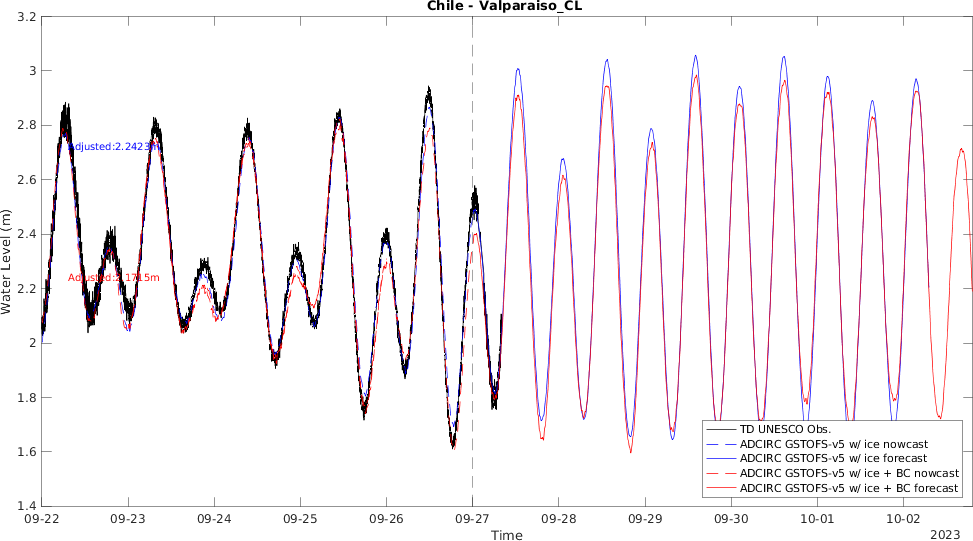 Chile - Valparaiso_CL
3.2
3
2.8
2.6
2.4
2.2
2
1.8
1.6
1.4
Water Level (m)
Adjusted:2.2423m
TD UNESCO Obs.
ADCIRC GSTOFS-v5 w/ ice nowcast
ADCIRC GSTOFS-v5 w/ ice forecast
ADCIRC GSTOFS-v5 w/ ice + BC nowcast
ADCIRC GSTOFS-v5 w/ ice + BC forecast
09-22
09-23
09-24
09-25
09-26
09-27
09-28
09-29
09-30
10-01
10-02
Time
2023